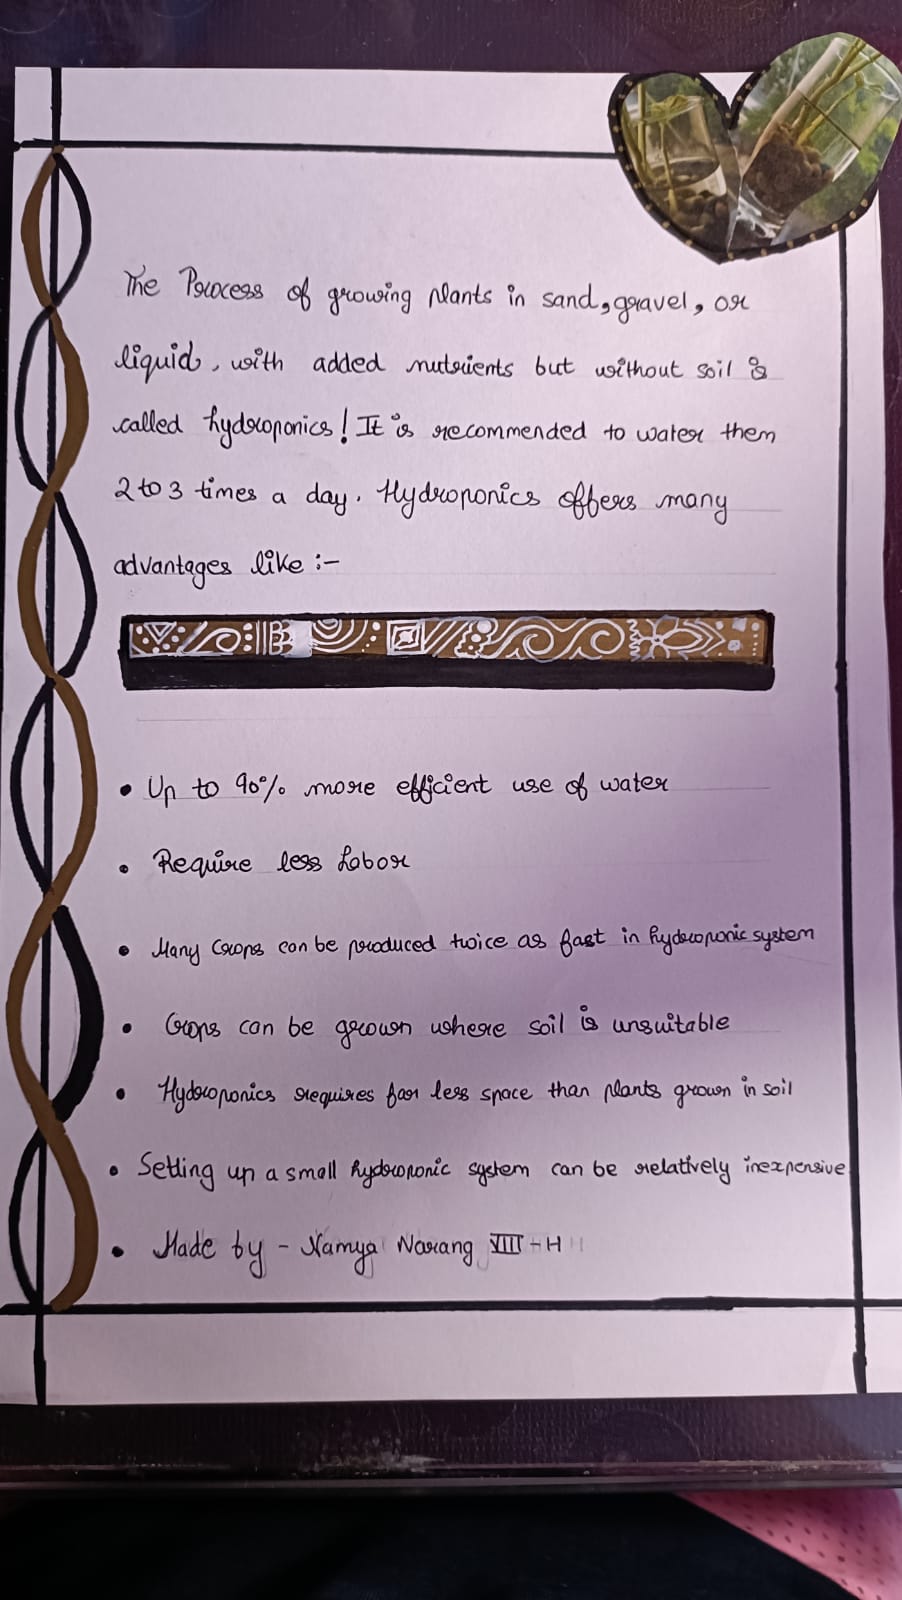 The Process of growing plants in sand, gravel, or
liquid, with added nutrients but without soil is
called hydroponics! It is recommended to water them
2 to 3 times a day. Hydroponics offers many
advantages like :-
• Up to 90% more efficient use of water
• Require less Labor
• Many Crops can be produced twice as fast in hydroponic system
• Crops can be grown where soil is unsuitable
• Hydroponics requires far less space than plants grown in soil
• Setting up a small hydroponic system can be relatively inexpensive
• Made by - Namya Narang VIII - H